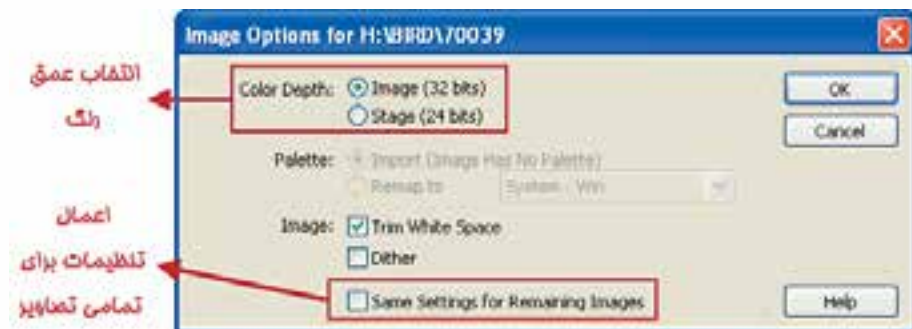 Image Options for H:\BIRD\70039
انتخاب عمق
رنگ
Color Depth: Image (32 bits)
Stage (24 bits)
OK
Cancel
Palette: Import (Image Has No Palette)
Remap to System - Win
اعمال
تنظیمات برای
تمامی تصاویر
Image: Trim White Space
Dither
Same Settings for Remaining Images
Help